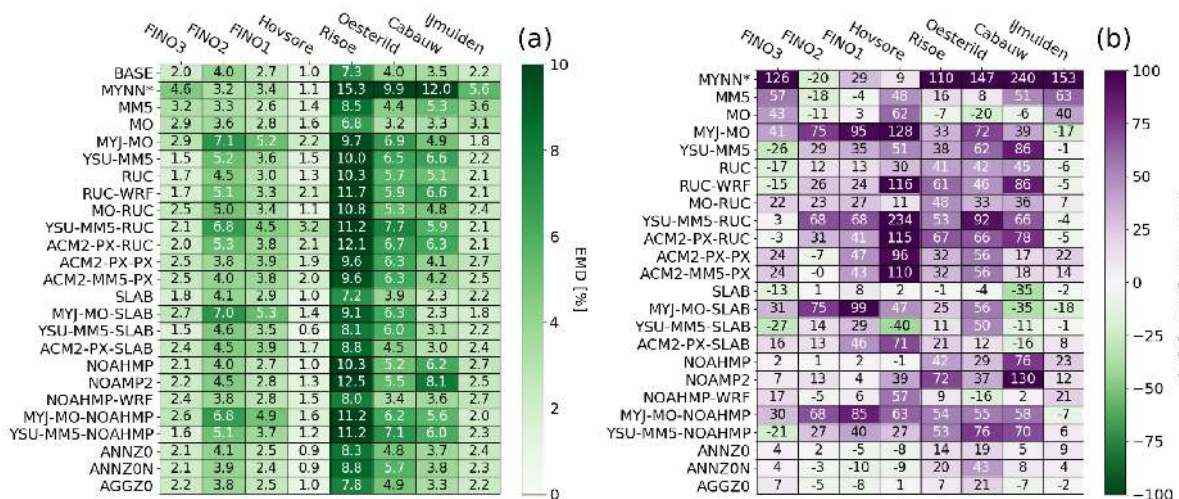 FINO3 FINO2 FINO1 Hovsore Risoe Oesterild Cabauw IJmuiden
(a)
BASE 2.0 4.0 2.7 1.0 7.3 4.0 3.5 2.2
MYNN* 4.6 3.2 3.4 1.1 15.3 9.9 12.0 5.6
MM5 3.2 3.3 2.6 1.4 8.5 4.4 5.3 3.6
MO 2.9 3.6 2.8 1.6 6.8 3.2 3.3 3.1
MYJ-MO 2.9 7.1 5.2 2.2 9.7 6.9 4.9 1.8
YSU-MM5 1.5 5.2 3.6 1.5 10.0 6.5 6.6 2.2
RUC 1.7 4.5 3.0 1.3 10.3 5.7 5.1 2.1
RUC-WRF 1.7 5.1 3.3 2.1 11.7 5.9 6.6 2.1
MO-RUC 2.5 5.0 3.4 1.1 10.8 5.3 4.8 2.4
YSU-MM5-RUC 2.1 6.8 4.5 3.2 11.2 7.7 5.9 2.1
ACM2-PX-RUC 2.0 5.3 3.8 2.1 12.1 6.7 6.3 2.1
ACM2-PX-PX 2.5 3.8 3.9 1.9 9.6 6.3 4.1 2.7
ACM2-MM5-PX 2.5 4.0 3.8 2.0 9.6 6.3 4.2 2.5
SLAB 1.8 4.1 2.9 1.0 7.2 3.9 2.3 2.2
MYJ-MO-SLAB 2.7 7.0 5.3 1.4 9.1 6.3 2.3 1.8
YSU-MM5-SLAB 1.5 4.6 3.5 0.6 8.1 6.0 3.1 2.2
ACM2-PX-SLAB 2.4 4.5 3.9 1.7 8.8 4.5 3.0 2.4
NOAHMP 2.1 4.0 2.7 1.0 10.3 5.2 6.2 2.7
NOAMP2 2.2 4.5 2.8 1.3 12.5 5.5 8.1 2.5
NOAHMP-WRF 2.4 3.8 2.8 1.5 8.0 3.4 3.6 2.7
MYJ-MO-NOAHMP 2.6 6.8 4.9 1.6 11.2 6.2 5.6 2.0
YSU-MM5-NOAHMP 1.6 5.1 3.7 1.2 11.2 7.1 6.0 2.3
ANNZ0 2.1 4.1 2.5 0.9 8.3 4.8 3.7 2.4
ANNZ0N 2.1 3.9 2.4 0.9 8.8 5.7 3.8 2.3
AGGZ0 2.2 3.8 2.5 1.0 7.8 4.9 3.3 2.2
10
8
6
4
2
0
EMD [%]
FINO3 FINO2 FINO1 Hovsore Risoe Oesterild Cabauw IJmuiden
(b)
MYNN* 126 -20 29 9 110 147 240 153
MM5 57 -18 -4 48 16 8 51 63
MO 43 -11 3 62 -7 -20 -6 40
MYJ-MO 41 75 95 128 33 72 39 -17
YSU-MM5 -26 29 35 51 38 62 86 -1
RUC -17 12 13 30 41 42 45 -6
RUC-WRF -15 26 24 116 61 46 86 -5
MO-RUC 22 23 27 11 48 33 36 7
YSU-MM5-RUC 3 68 68 234 53 92 66 -4
ACM2-PX-RUC -3 31 41 115 67 66 78 -5
ACM2-PX-PX 24 -7 43 96 32 56 17 22
ACM2-MM5-PX 24 -0 47 110 32 56 18 14
SLAB -13 1 8 2 -1 -4 -35 -2
MYJ-MO-SLAB 31 75 99 47 25 56 -35 -18
YSU-MM5-SLAB -27 14 29 -40 11 50 -11 -1
ACM2-PX-SLAB 16 13 46 71 21 12 -16 8
NOAHMP 2 1 2 -1 42 29 76 23
NOAMP2 7 13 4 39 72 37 130 12
NOAHMP-WRF 17 -5 6 57 9 -16 2 21
MYJ-MO-NOAHMP 30 68 85 63 54 55 58 -7
YSU-MM5-NOAHMP -21 27 40 27 53 76 70 6
ANNZ0 4 2 -5 -8 14 19 5 9
ANNZ0N 4 -3 -10 -9 20 43 8 4
AGGZ0 4 -5 -8 1 7 21 -7 -2
100
75
50
25
0
-25
-50
-75
-100